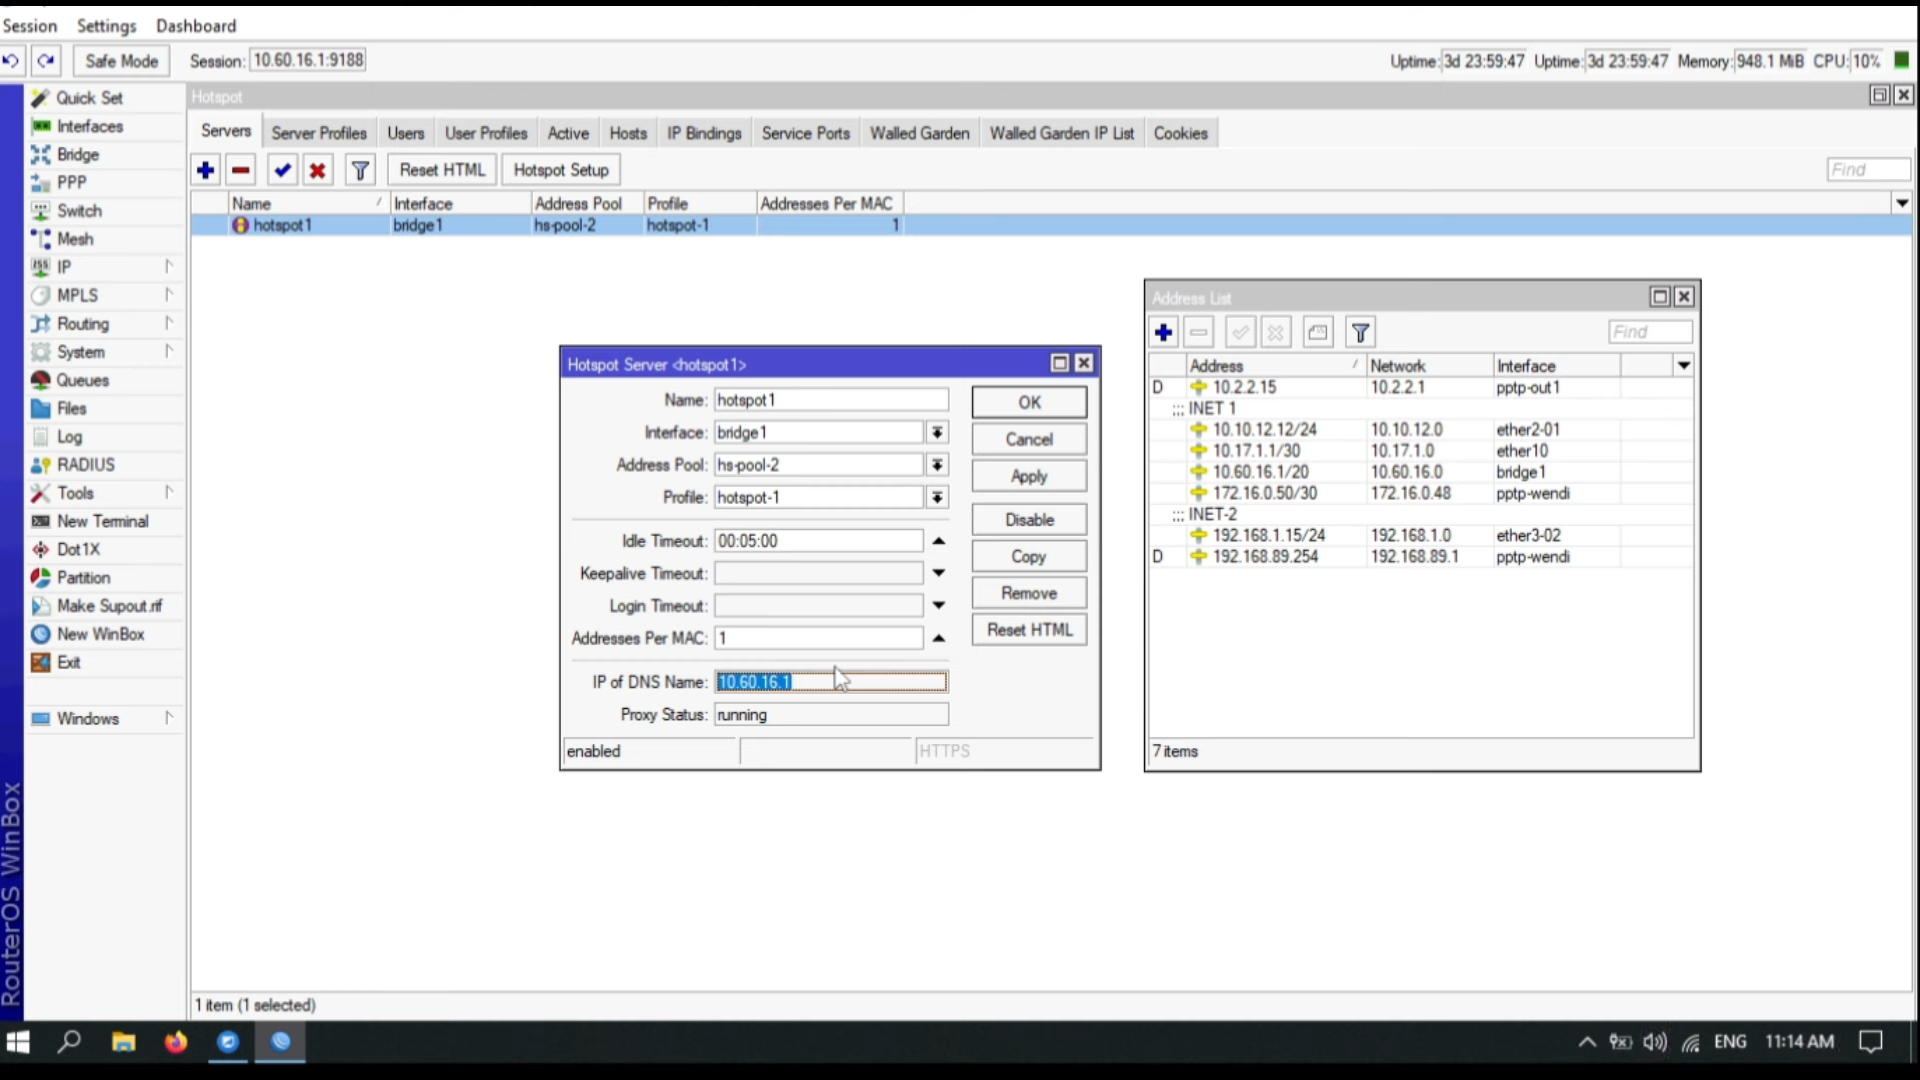 Session Settings Dashboard
Safe Mode Session: 10.60.16.1:9188 Uptime: 3d 23:59:47 Uptime: 3d 23:59:47 Memory: 948.1 MiB CPU: 10%
Quick Set
Interfaces
Bridge
PPP
Switch
Mesh
IP
MPLS
Routing
System
Queues
Files
Log
RADIUS
Tools
New Terminal
Dot1X
Partition
Make Supout.rif
New WinBox
Exit
Windows
RouterOS WinBox
Hotspot
Servers Server Profiles Users User Profiles Active Hosts IP Bindings Service Ports Walled Garden Walled Garden IP List Cookies
Reset HTML Hotspot Setup Find
Name Interface Address Pool Profile Addresses Per MAC
hotspot1 bridge1 hs-pool-2 hotspot-1 1
Hotspot Server <hotspot1>
Name: hotspot1 OK
Interface: bridge1 Cancel
Address Pool: hs-pool-2 Apply
Profile: hotspot-1 Disable
Idle Timeout: 00:05:00 Copy
Keepalive Timeout: Remove
Login Timeout: Reset HTML
Addresses Per MAC: 1
IP of DNS Name: 10.60.16.1
Proxy Status: running
enabled HTTPS
Address List
Find
Address Network Interface
D 10.2.2.15 10.2.2.1 pptp-out1
;;; INET 1
10.10.12.12/24 10.10.12.0 ether2-01
10.17.1.1/30 10.17.1.0 ether10
10.60.16.1/20 10.60.16.0 bridge1
172.16.0.50/30 172.16.0.48 pptp-wendi
;;; INET-2
192.168.1.15/24 192.168.1.0 ether3-02
D 192.168.89.254 192.168.89.1 pptp-wendi
7 items
1 item (1 selected)
ENG 11:14 AM